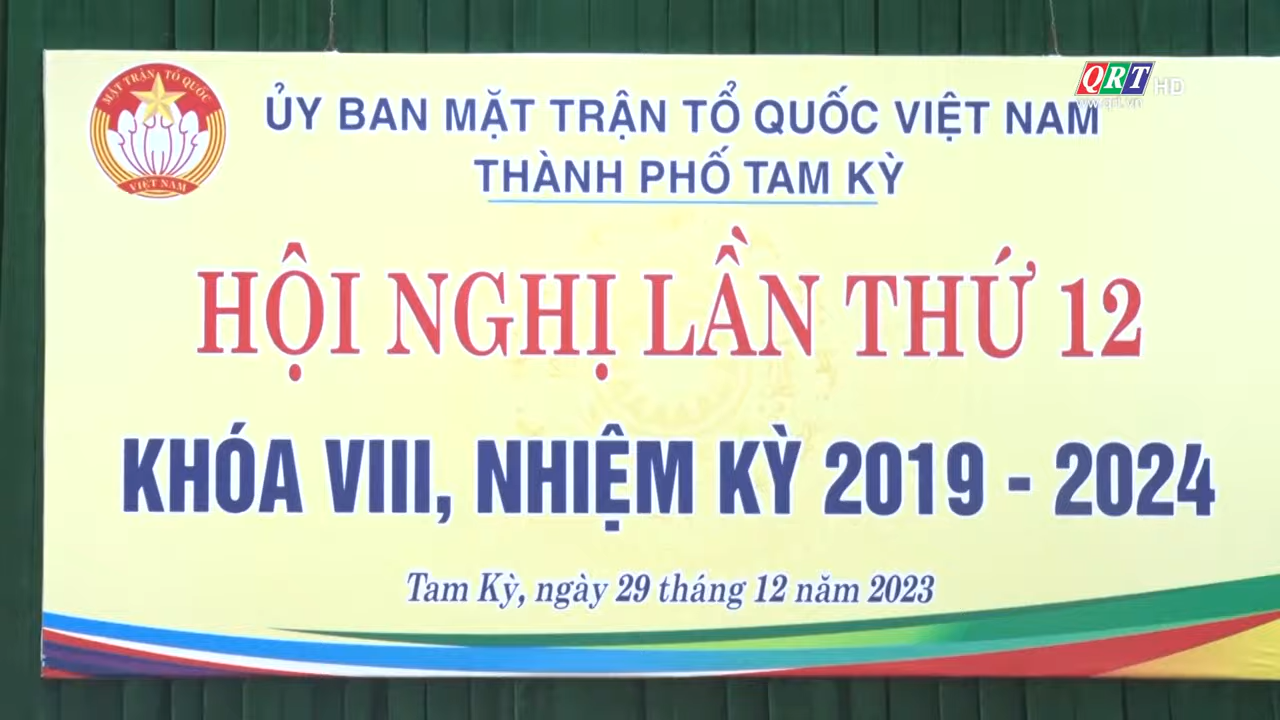 MẶT TRẬN TỔ QUỐC
VIỆT NAM
ỦY BAN MẶT TRẬN TỔ QUỐC VIỆT NAM
THÀNH PHỐ TAM KỲ
QRT HD
www.qrt.vn
HỘI NGHỊ LẦN THỨ 12
KHÓA VIII, NHIỆM KỲ 2019 - 2024
Tam Kỳ, ngày 29 tháng 12 năm 2023